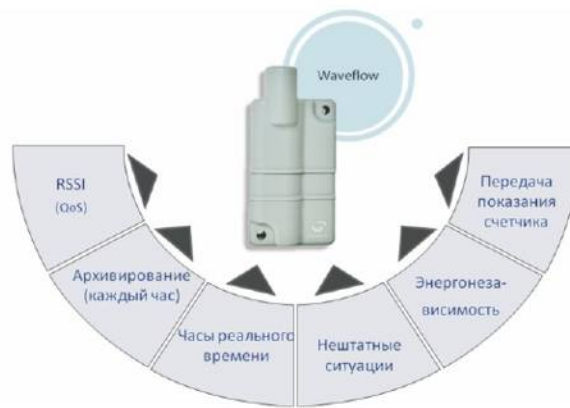 Waveflow
RSSI
(QoS)
Архивирование
(каждый час)
Часы реального
времени
Нештатные
ситуации
Энергонеза-
висимость
Передача
показания
счетчика